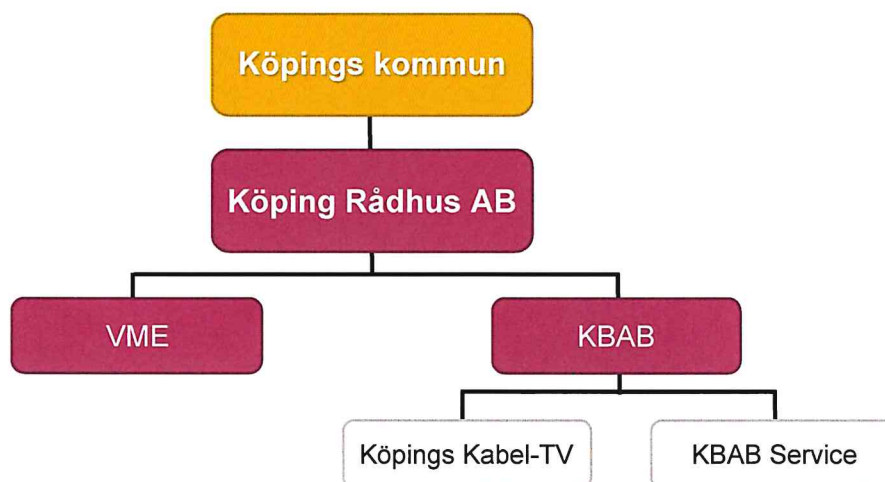 Köpings kommun
Köping Rådhus AB
VME
KBAB
Köpings Kabel-TV
KBAB Service